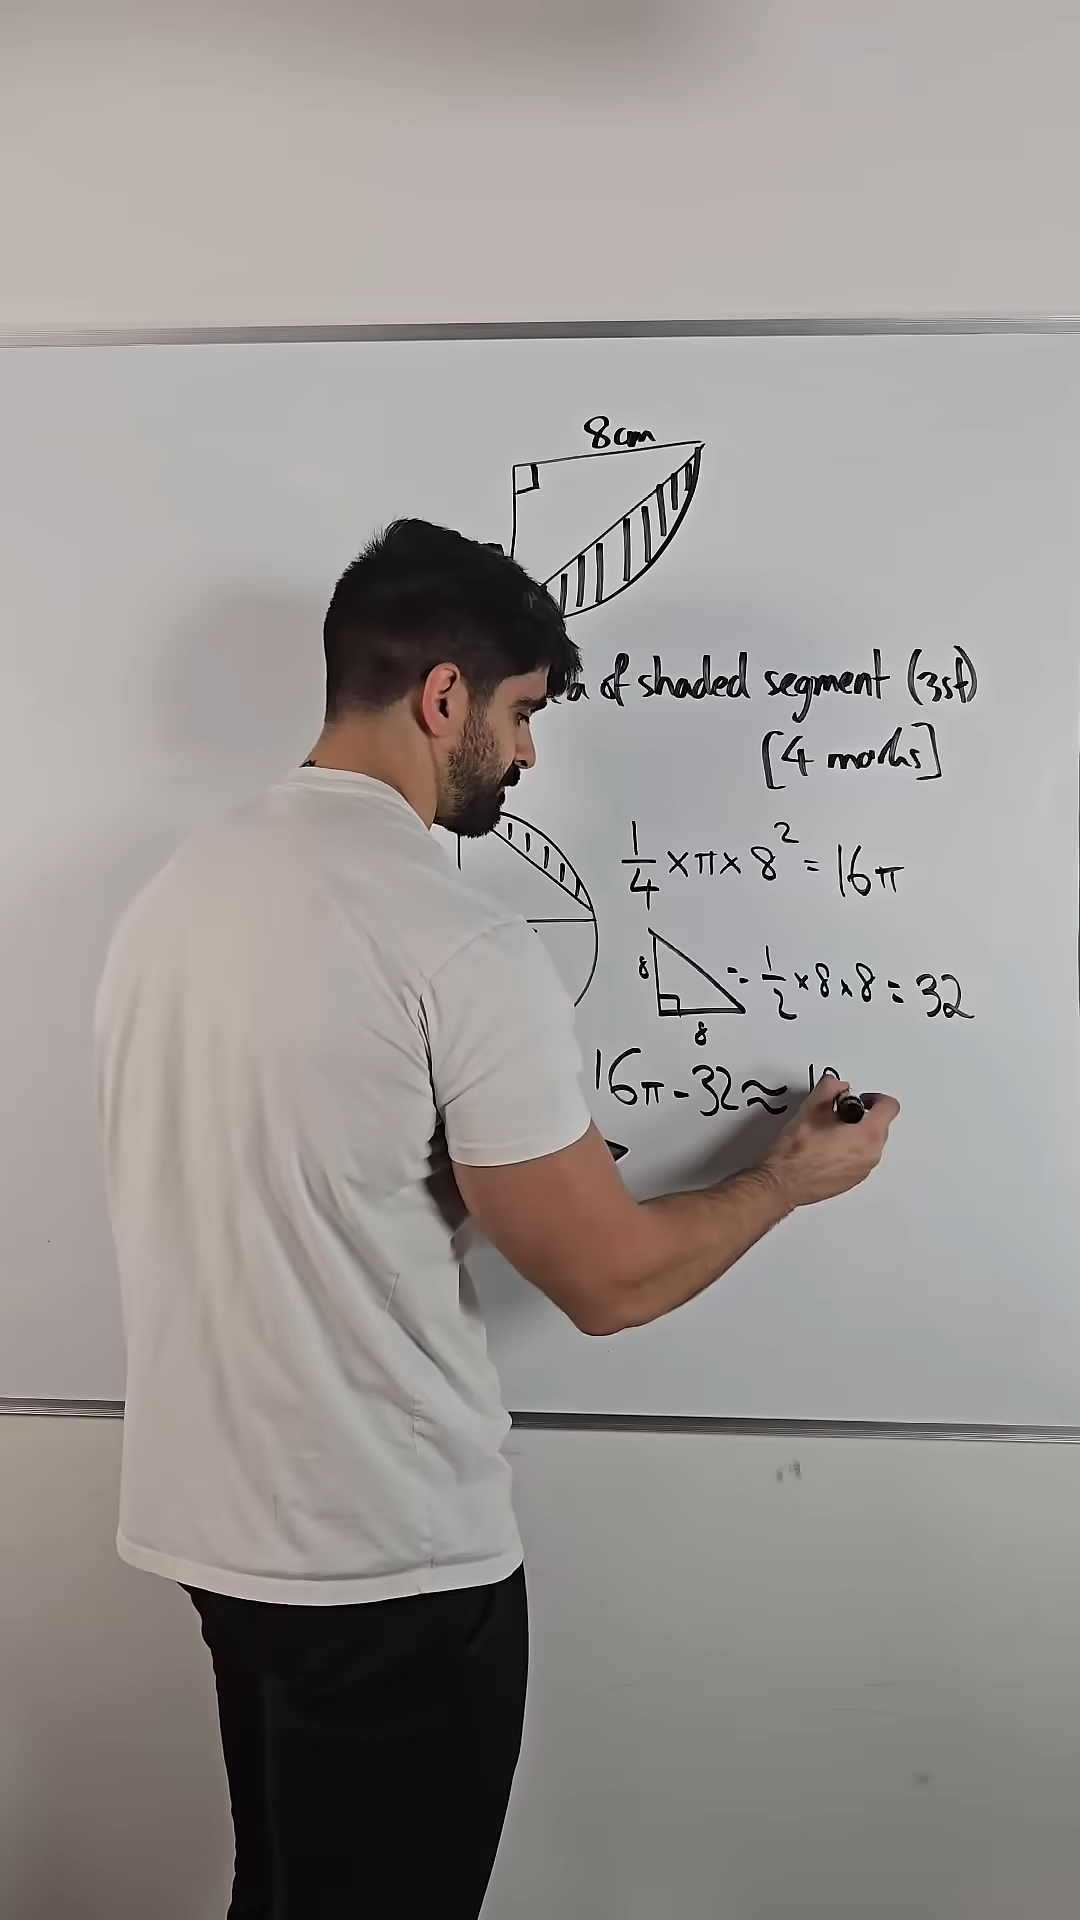 8cm
of shaded segment (3sf)
[4 marks]
1/4 × π × 8² = 16π
8
8
= 1/2 × 8 × 8 = 32
16π - 32 ≈ 18